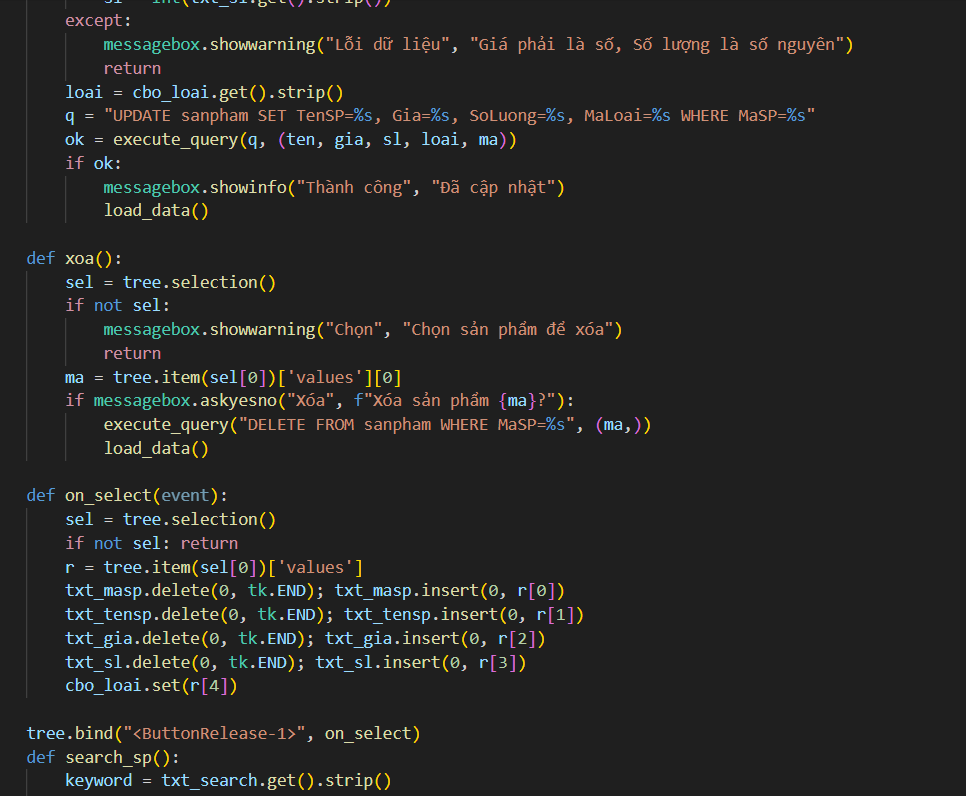 sl = int(txt_sl.get().strip())
except:
messagebox.showwarning("Lỗi dữ liệu", "Giá phải là số, Số lượng là số nguyên")
return
loai = cbo_loai.get().strip()
q = "UPDATE sanpham SET TenSP=%s, Gia=%s, SoLuong=%s, MaLoai=%s WHERE MaSP=%s"
ok = execute_query(q, (ten, gia, sl, loai, ma))
if ok:
messagebox.showinfo("Thành công", "Đã cập nhật")
load_data()
def xoa():
sel = tree.selection()
if not sel:
messagebox.showwarning("Chọn", "Chọn sản phẩm để xóa")
return
ma = tree.item(sel[0])['values'][0]
if messagebox.askyesno("Xóa", f"Xóa sản phẩm {ma}?"):
execute_query("DELETE FROM sanpham WHERE MaSP=%s", (ma,))
load_data()
def on_select(event):
sel = tree.selection()
if not sel: return
r = tree.item(sel[0])['values']
txt_masp.delete(0, tk.END); txt_masp.insert(0, r[0])
txt_tensp.delete(0, tk.END); txt_tensp.insert(0, r[1])
txt_gia.delete(0, tk.END); txt_gia.insert(0, r[2])
txt_sl.delete(0, tk.END); txt_sl.insert(0, r[3])
cbo_loai.set(r[4])
tree.bind("<ButtonRelease-1>", on_select)
def search_sp():
keyword = txt_search.get().strip()